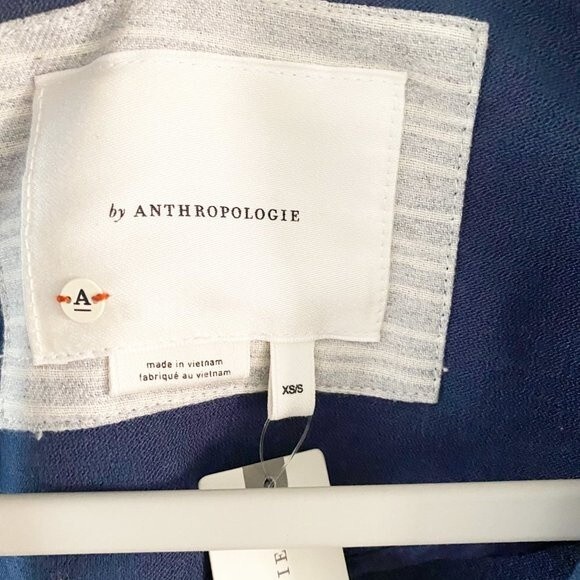 by ANTHROPOLOGIE
A
made in vietnam
fabriqué au vietnam
XS/S